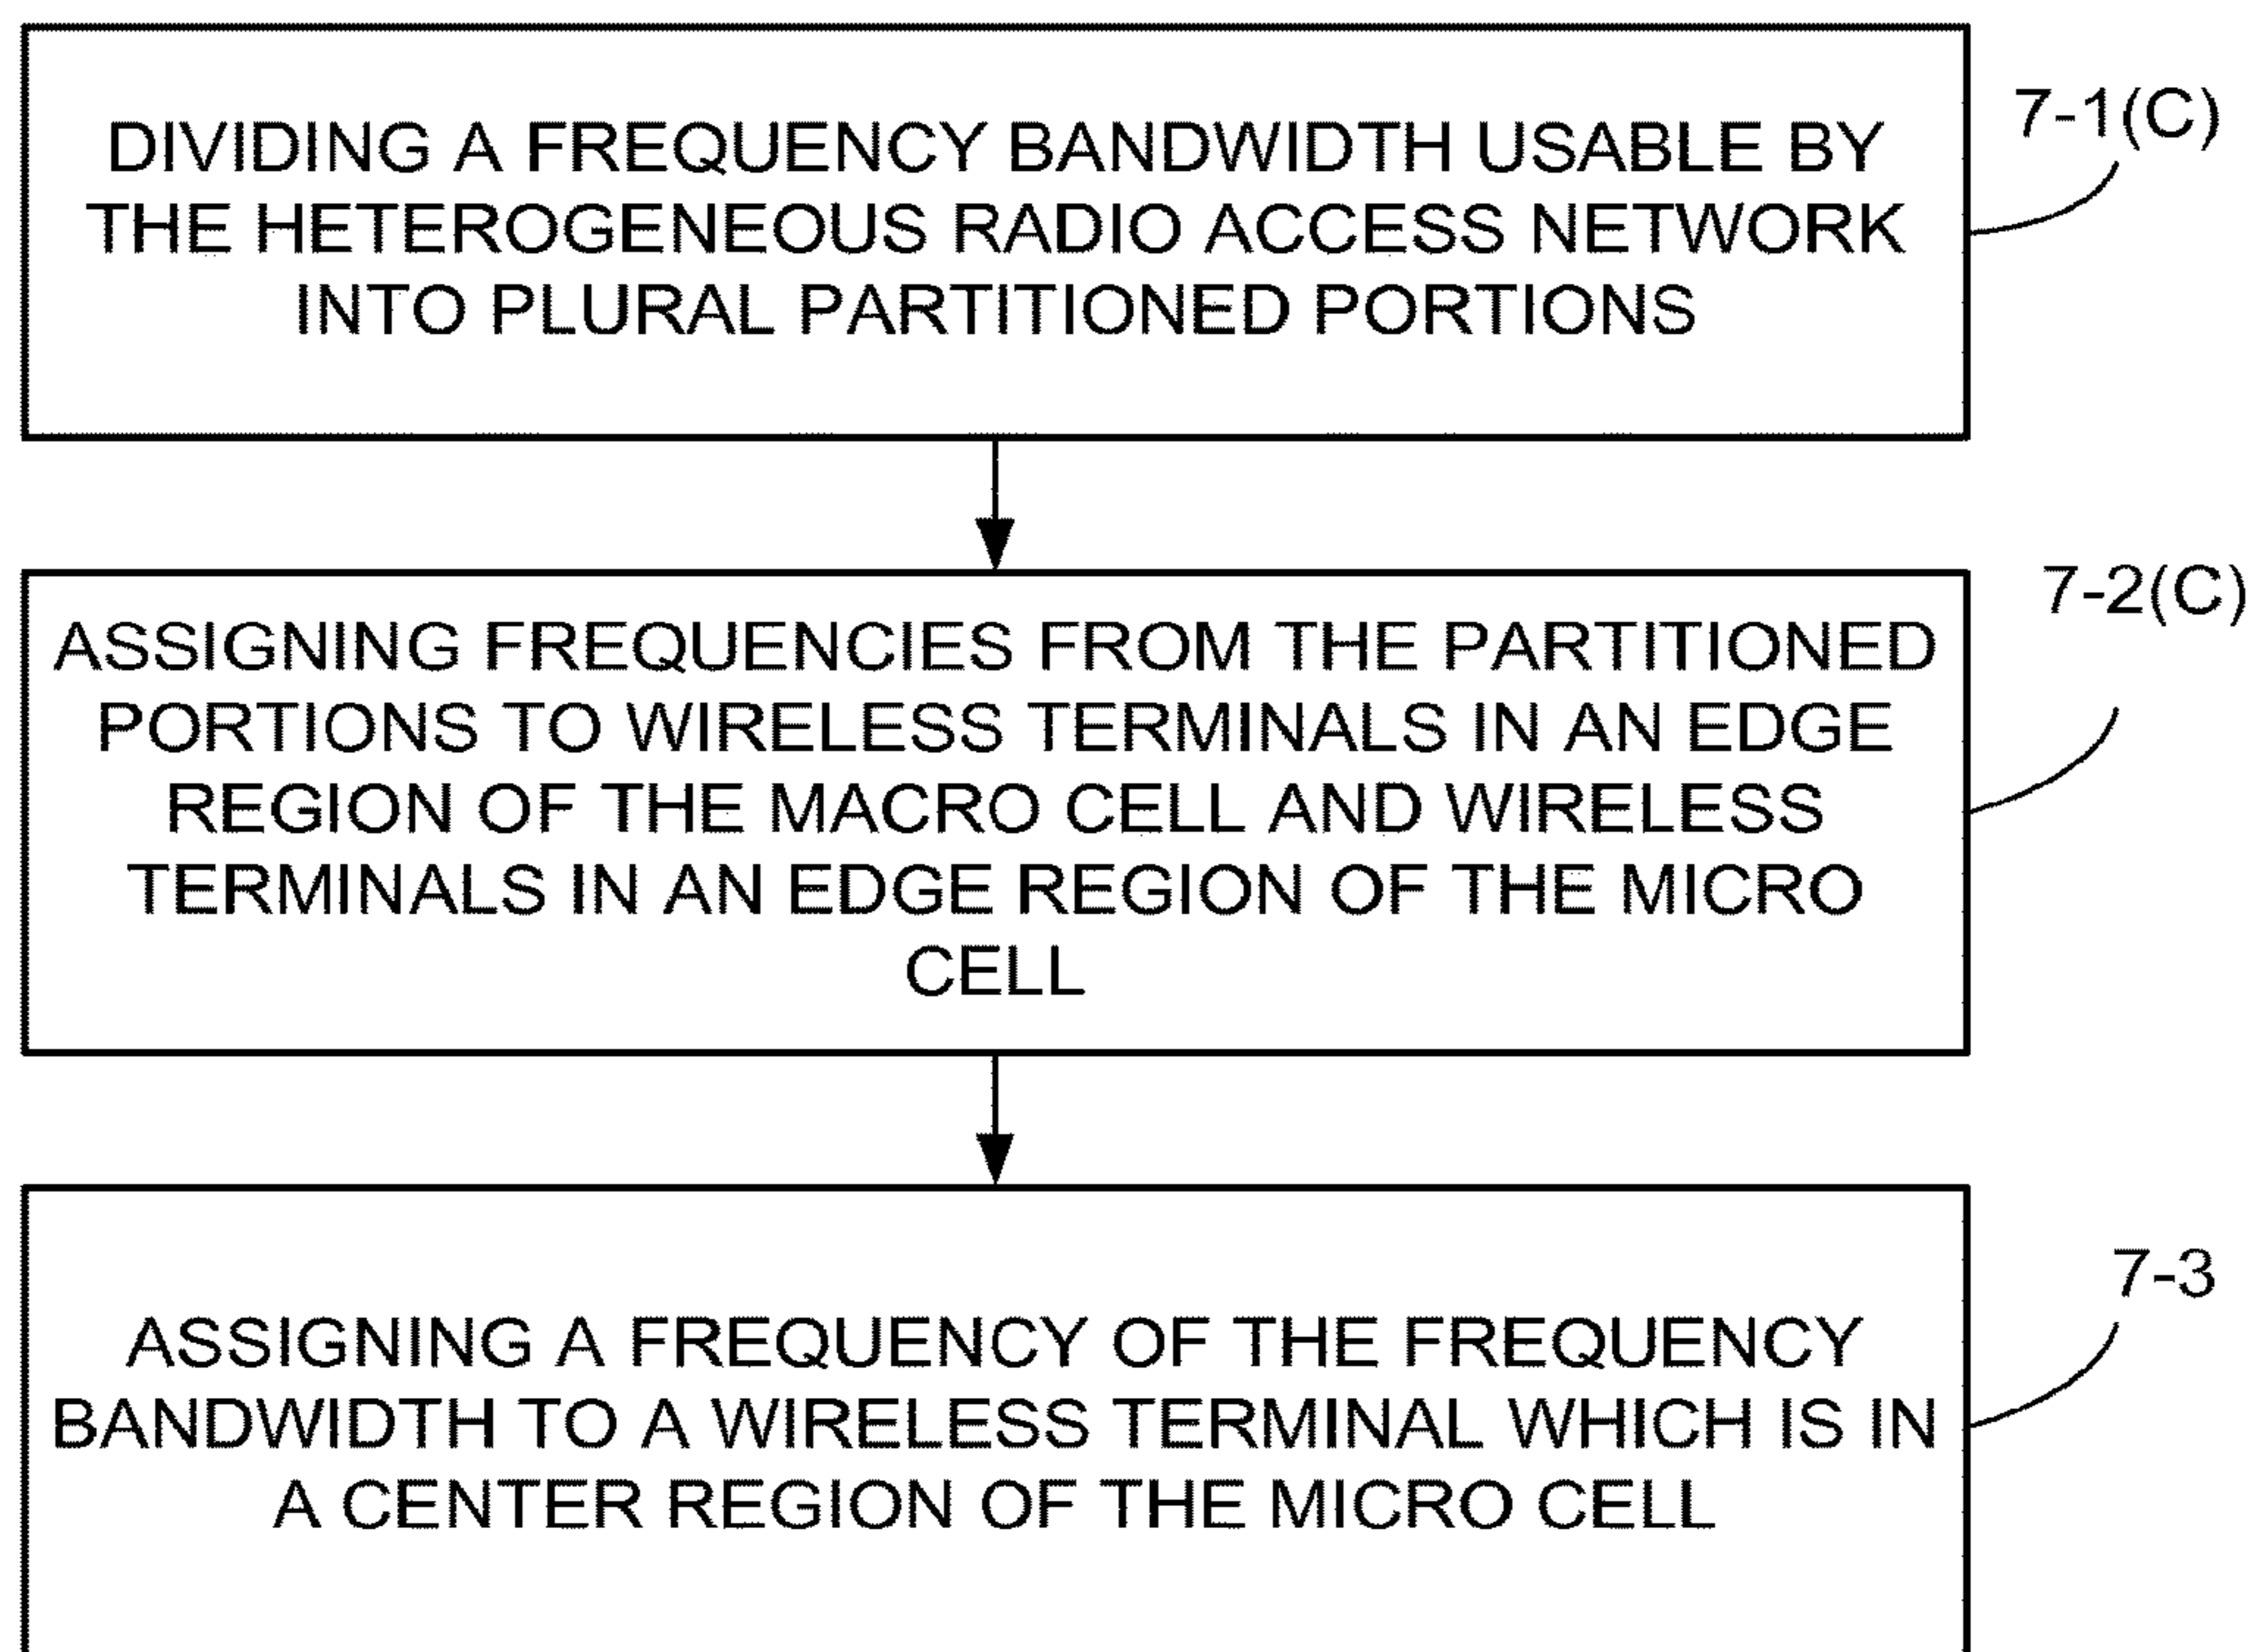 DIVIDING A FREQUENCY BANDWIDTH USABLE BY
THE HETEROGENEOUS RADIO ACCESS NETWORK
INTO PLURAL PARTITIONED PORTIONS
7-1(C)
ASSIGNING FREQUENCIES FROM THE PARTITIONED
PORTIONS TO WIRELESS TERMINALS IN AN EDGE
REGION OF THE MACRO CELL AND WIRELESS
TERMINALS IN AN EDGE REGION OF THE MICRO
CELL
7-2(C)
ASSIGNING A FREQUENCY OF THE FREQUENCY
BANDWIDTH TO A WIRELESS TERMINAL WHICH IS IN
A CENTER REGION OF THE MICRO CELL
7-3